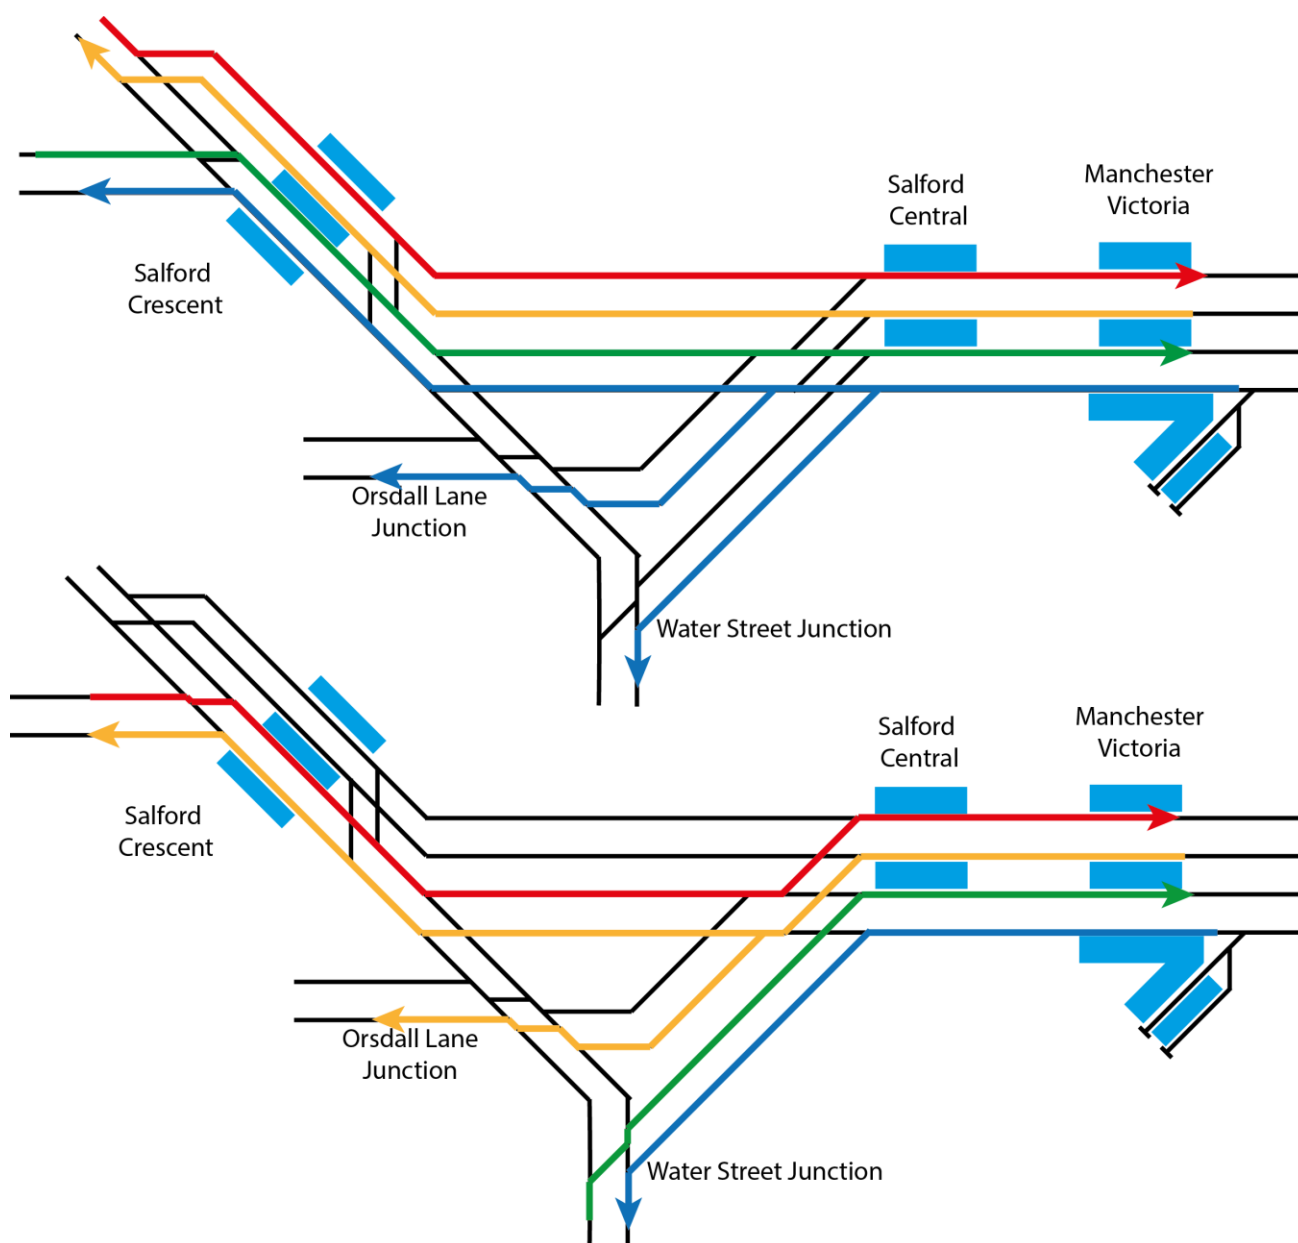 Salford
Central
Manchester
Victoria
Salford
Crescent
Orsdall Lane
Junction
Water Street Junction
Salford
Central
Manchester
Victoria
Salford
Crescent
Orsdall Lane
Junction
Water Street Junction